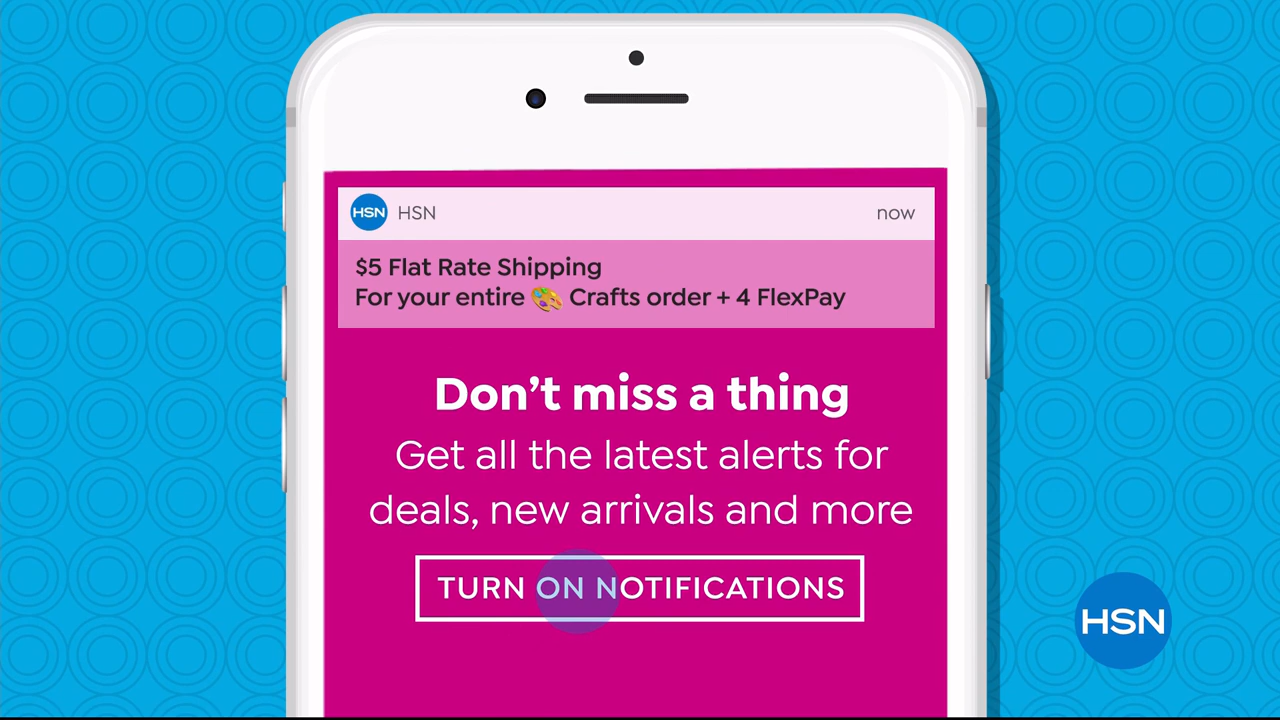 HSN HSN now
$5 Flat Rate Shipping
For your entire 🎨 Crafts order + 4 FlexPay
Don't miss a thing
Get all the latest alerts for
deals, new arrivals and more
TURN ON NOTIFICATIONS
HSN